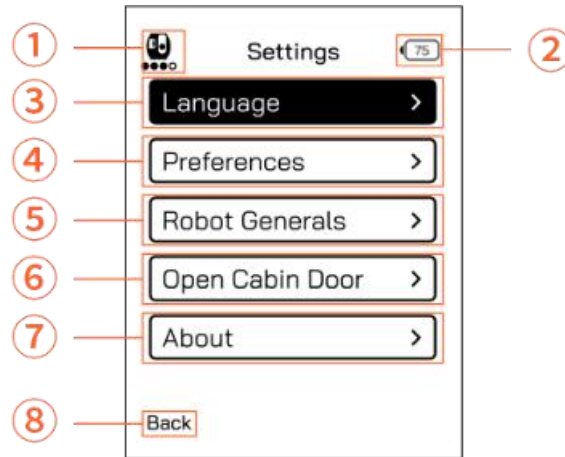 ① Settings 75 ②
③ Language >
④ Preferences >
⑤ Robot Generals >
⑥ Open Cabin Door >
⑦ About >
⑧ Back